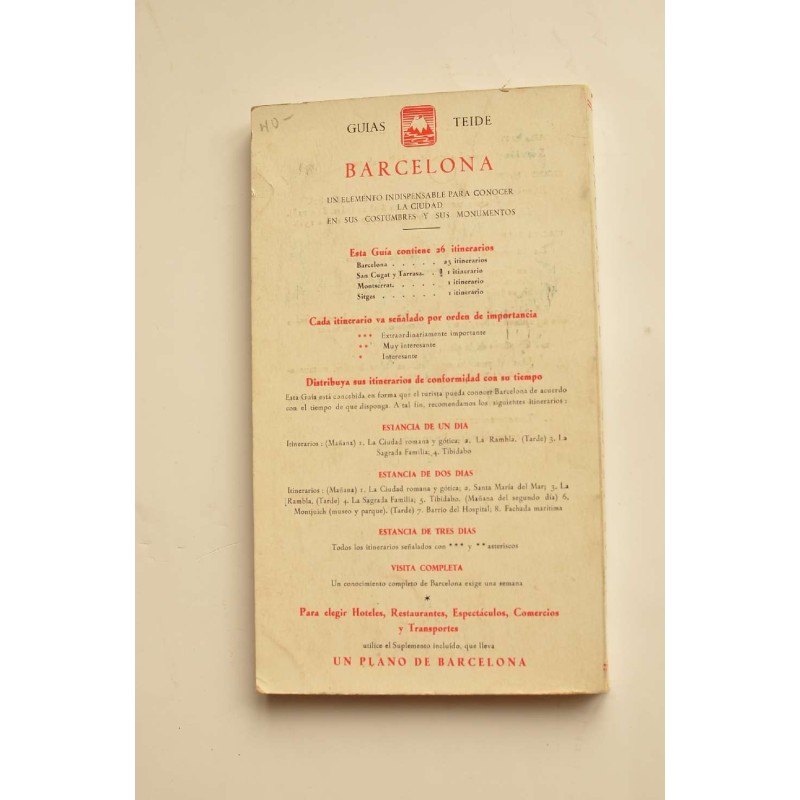 40-
GUIAS TEIDE
BARCELONA
UN ELEMENTO INDISPENSABLE PARA CONOCER
LA CIUDAD
EN SUS COSTUMBRES Y SUS MONUMENTOS
Esta Guía contiene 26 itinerarios
Barcelona . . . . . 23 itinerarios
San Cugat y Tarrasa. . 1 itinerario
Montserrat. . . . . 1 itinerario
Sitges . . . . . . 1 itinerario
Cada itinerario va señalado por orden de importancia
*** Extraordinariamente importante
** Muy interesante
* Interesante
Distribuya sus itinerarios de conformidad con su tiempo
Esta Guía está concebida en forma que el turista pueda conocer Barcelona de acuerdo
con el tiempo de que disponga. A tal fin, recomendamos los siguientes itinerarios:
ESTANCIA DE UN DIA
Itinerarios: (Mañana) 1. La Ciudad romana y gótica; 2. La Rambla, (Tarde) 3. La
Sagrada Familia; 4. Tibidabo
ESTANCIA DE DOS DIAS
Itinerarios: (Mañana) 1. La Ciudad romana y gótica; 2. Santa María del Mar; 3. La
Rambla, (Tarde) 4. La Sagrada Familia; 5. Tibidabo, (Mañana del segundo día) 6.
Montjuich (museo y parque). (Tarde) 7. Barrio del Hospital; 8. Fachada marítima
ESTANCIA DE TRES DIAS
Todos los itinerarios señalados con *** y ** asteriscos
VISITA COMPLETA
Un conocimiento completo de Barcelona exige una semana
*
Para elegir Hoteles, Restaurantes, Espectáculos, Comercios
y Transportes
utilice el Suplemento incluído, que lleva
UN PLANO DE BARCELONA